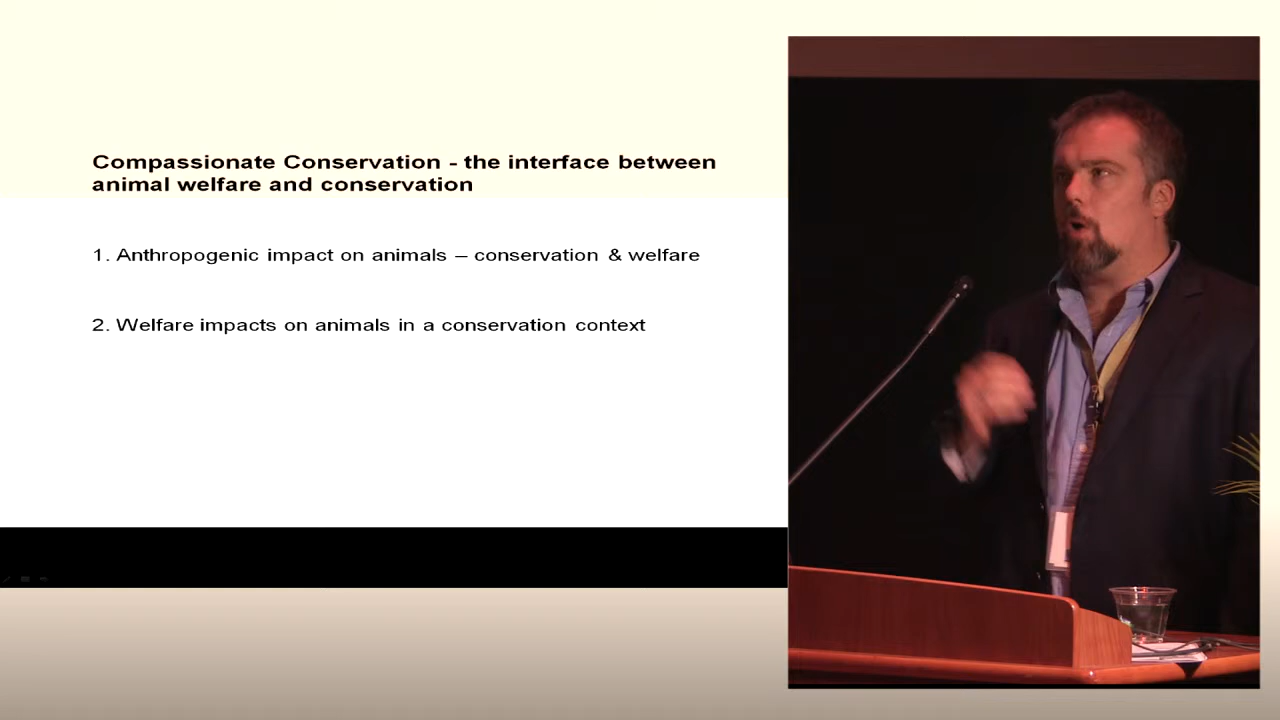 Compassionate Conservation - the interface between
animal welfare and conservation
1. Anthropogenic impact on animals – conservation & welfare
2. Welfare impacts on animals in a conservation context